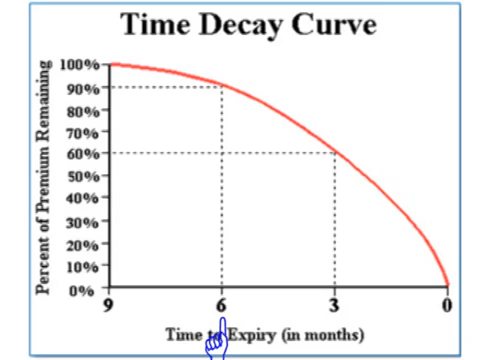 Time Decay Curve
Percent of Premium Remaining
100%
90%
80%
70%
60%
50%
40%
30%
20%
10%
0%
9 6 3 0
Time to Expiry (in months)